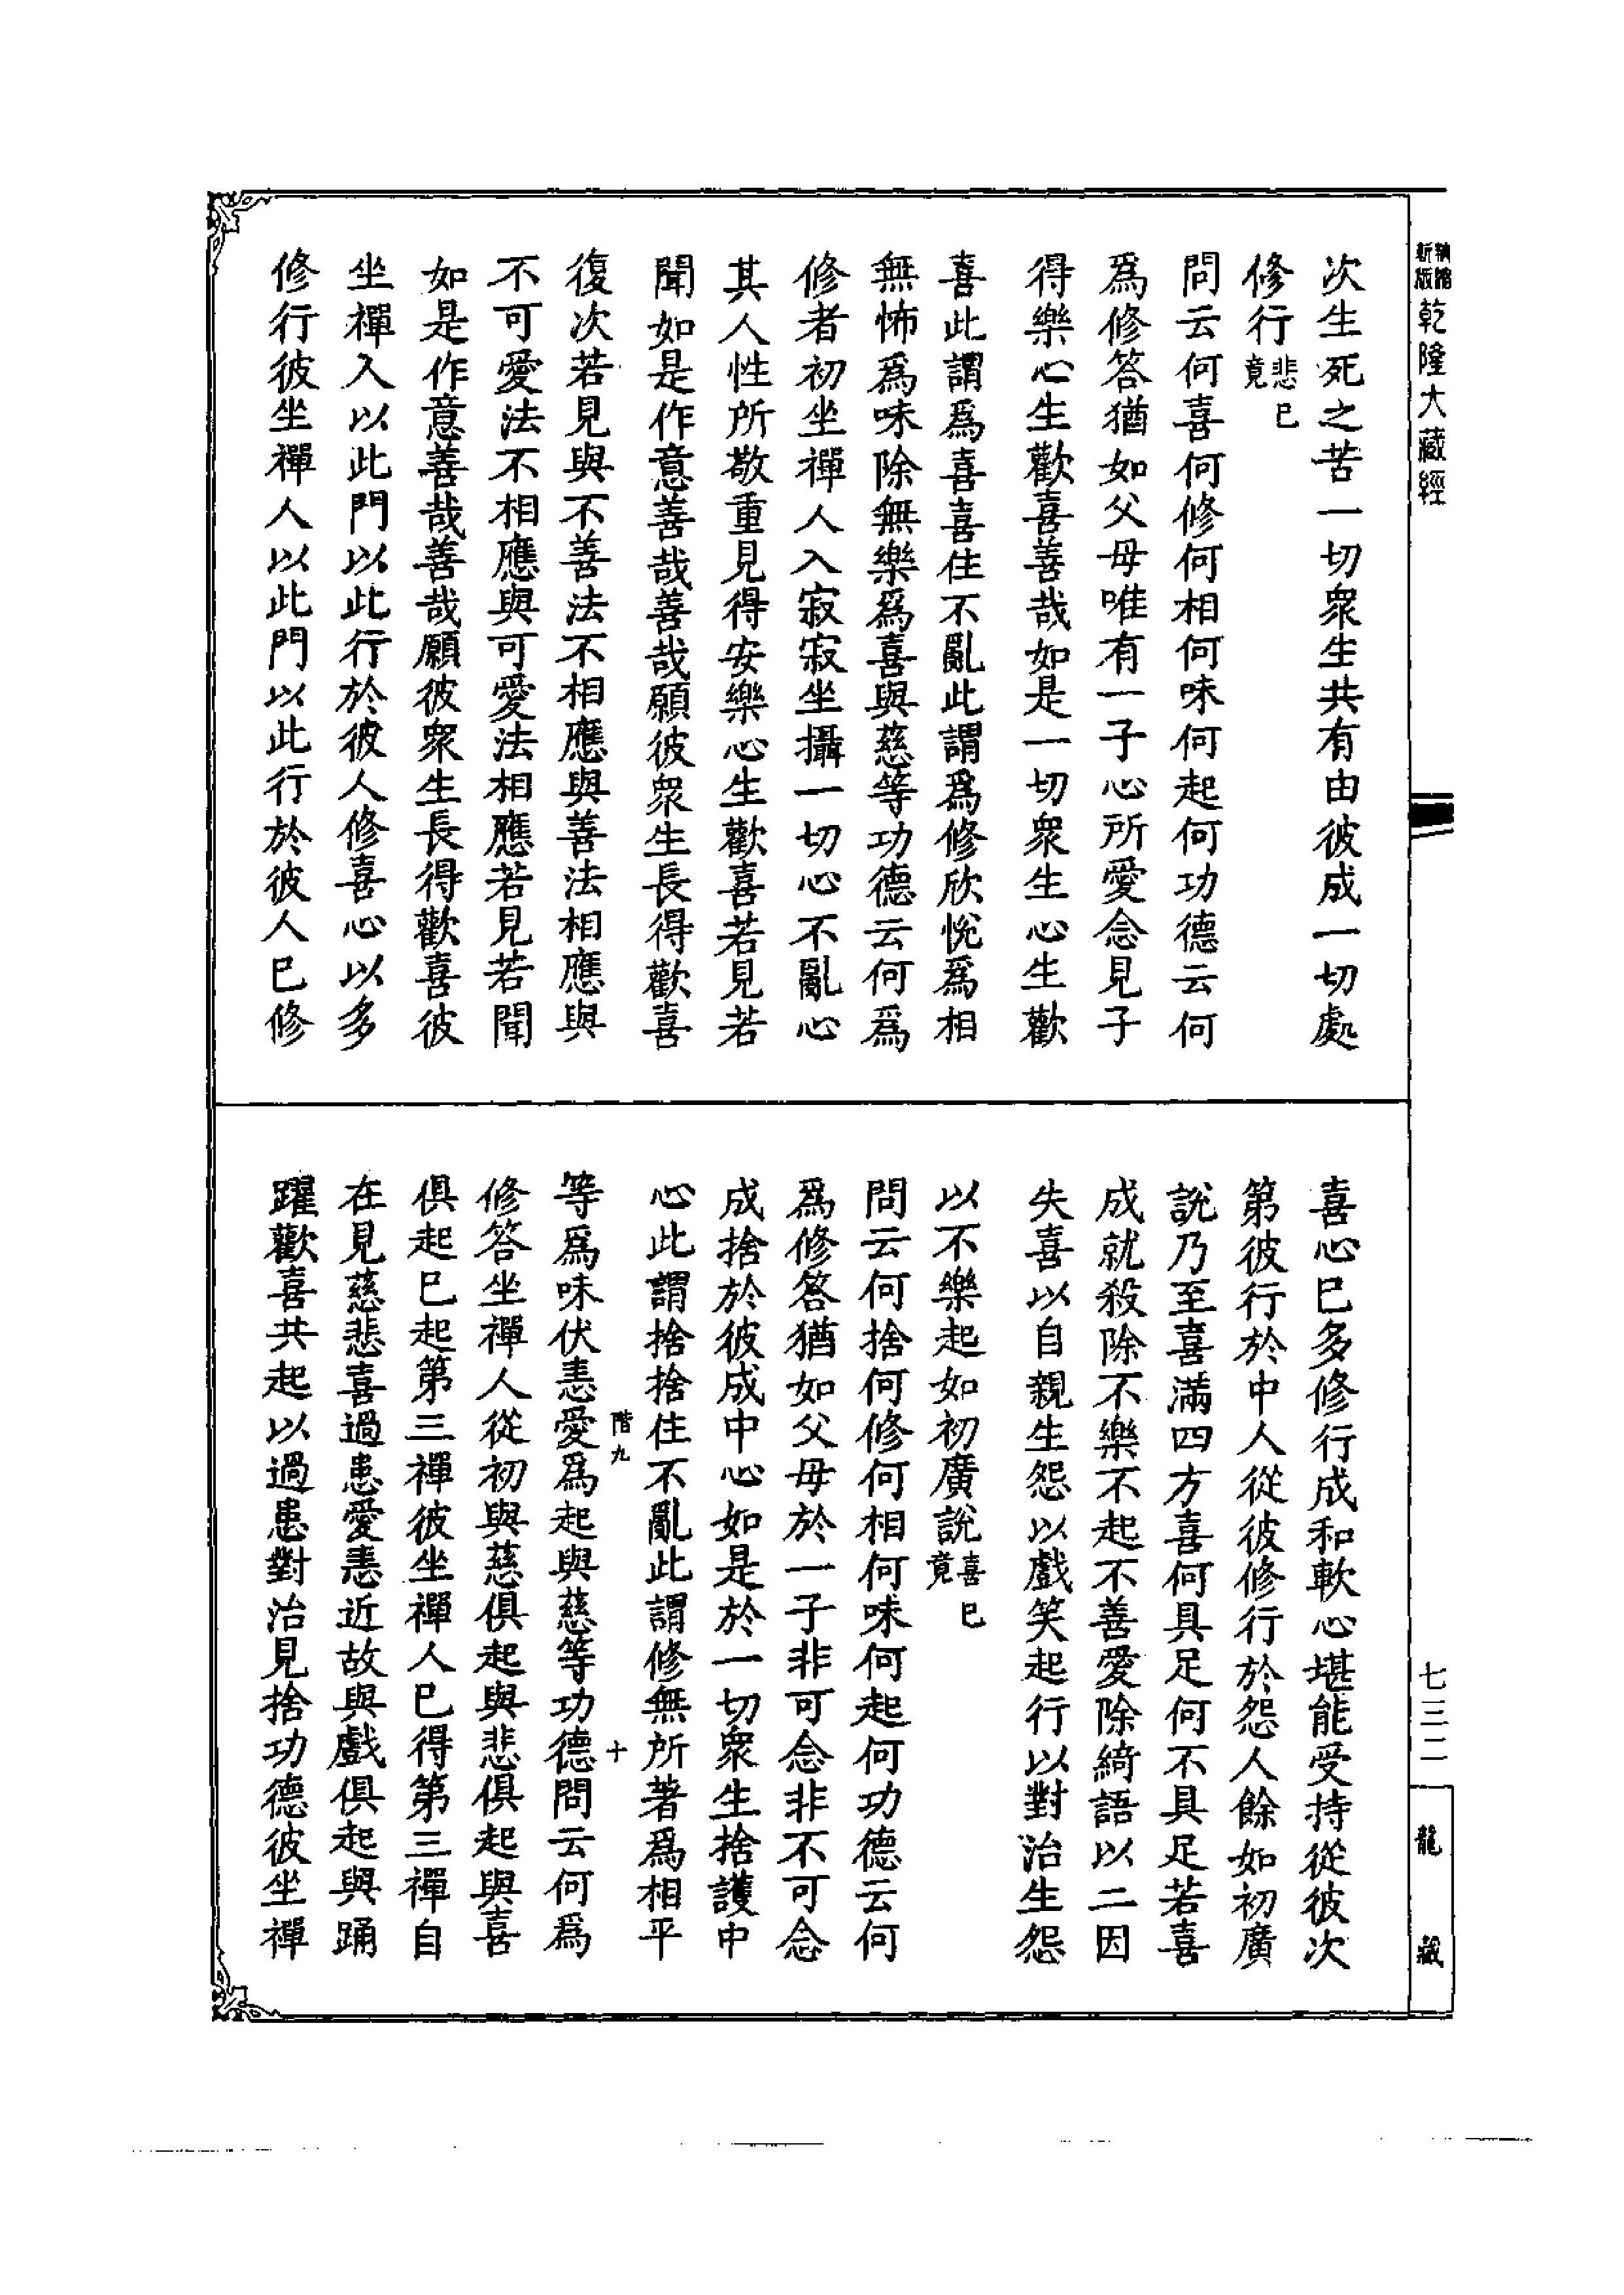 新版 精縮 乾隆大藏經
次生死之苦一切衆生共有由彼成一切處
修行悲已竟
問云何喜何修何相何味何起何功德云何
爲修答猶如父母唯有一子心所愛念見子
得樂心生歡喜善哉如是一切衆生心生歡
喜此謂爲喜喜住不亂此謂爲修欣悅爲相
無怖爲味除無樂爲喜與慈等功德云何爲
修者初坐禪人入寂寂坐攝一切心不亂心
其人性所敬重見得安樂心生歡喜若見若
聞如是作意善哉善哉願彼衆生長得歡喜
復次若見與不善法不相應與善法相應與
不可愛法不相應與可愛法相應若見若聞
如是作意善哉善哉願彼衆生長得歡喜彼
坐禪入以此門以此行於彼人修喜心以多
修行彼坐禪人以此門以此行於彼人已修
喜心已多修行成和軟心堪能受持從彼次
第彼行於中人從彼修行於怨人餘如初廣
說乃至喜滿四方喜何具足何不具足若喜
成就殺除不樂不起不善愛除綺語以二因
失喜以自親生怨以戲笑起行以對治生怨
以不樂起如初廣說喜已竟
問云何捨何修何相何味何起何功德云何
爲修答猶如父母於一子非可念非不可念
成捨於彼成中心如是於一切衆生捨護中
心此謂捨捨住不亂此謂修無所著爲相平
階九 十
等爲味伏恚愛爲起與慈等功德問云何爲
修答坐禪人從初與慈俱起與悲俱起與喜
俱起已起第三禪彼坐禪人已得第三禪自
在見慈悲喜過患愛恚近故與戲俱起與踊
躍歡喜共起以過患對治見捨功德彼坐禪
七三二
龍藏